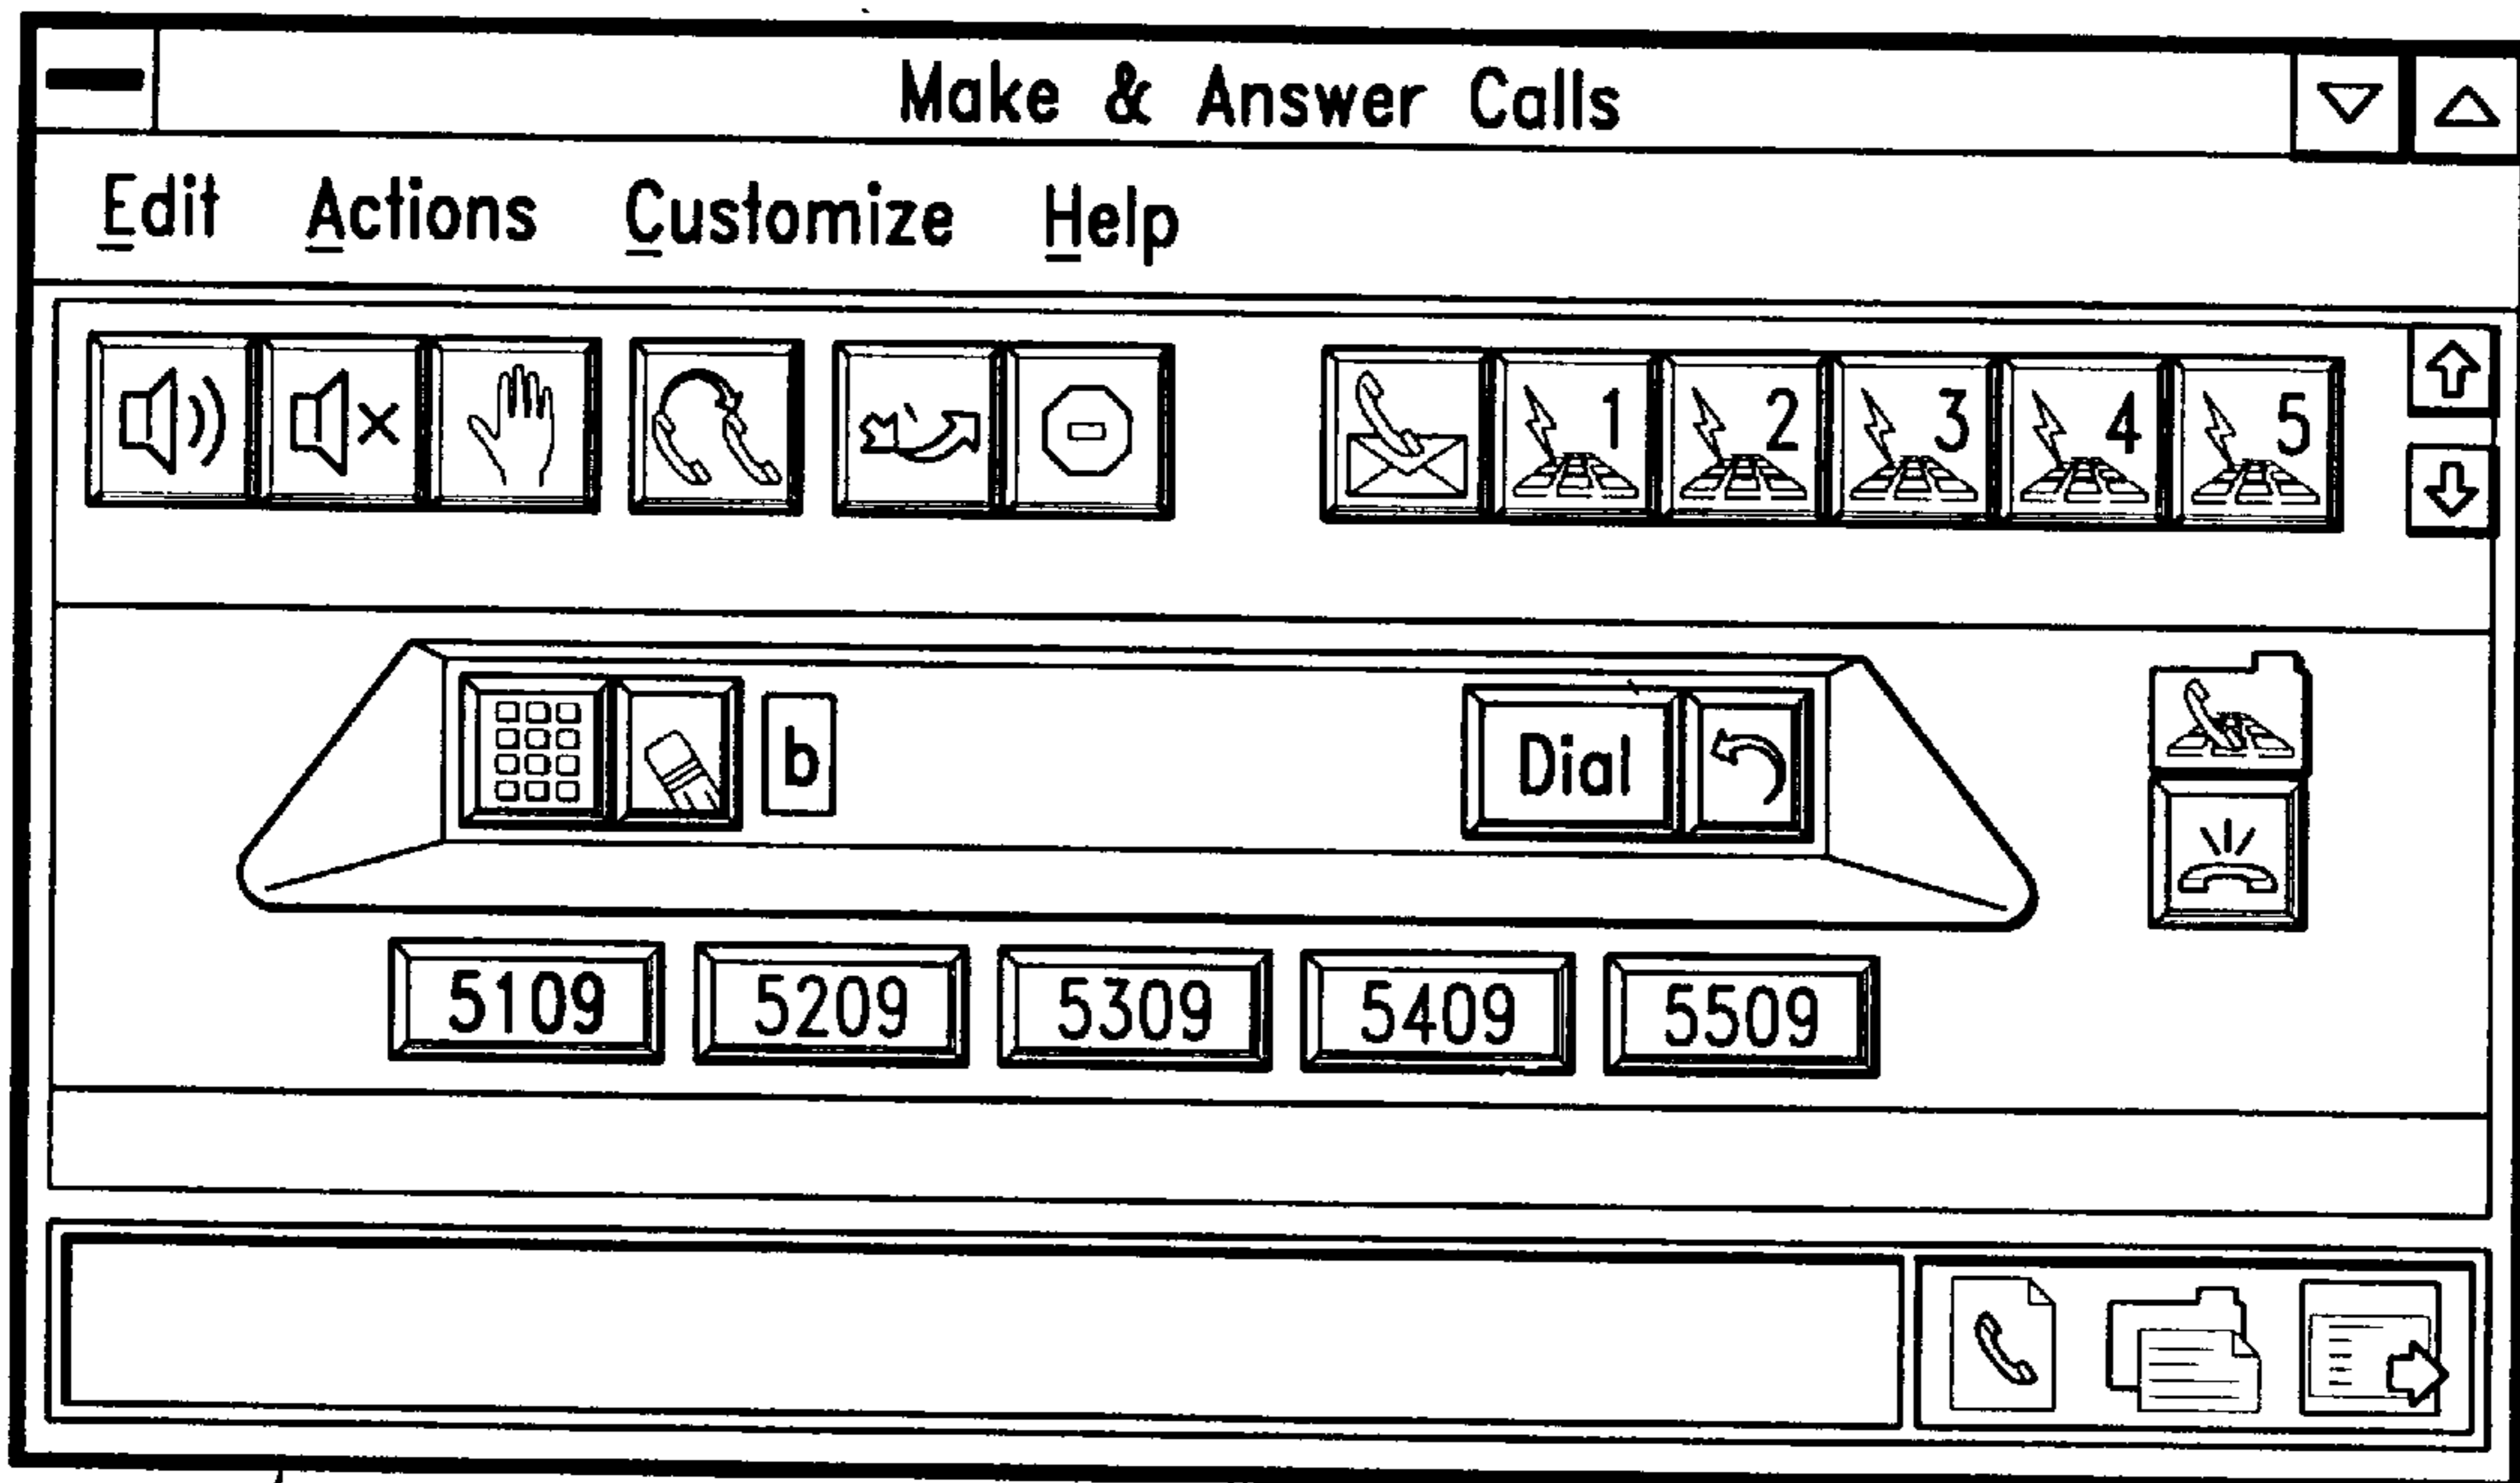 Make & Answer Calls
Edit Actions Customize Help
1 2 3 4 5
b Dial
5109 5209 5309 5409 5509